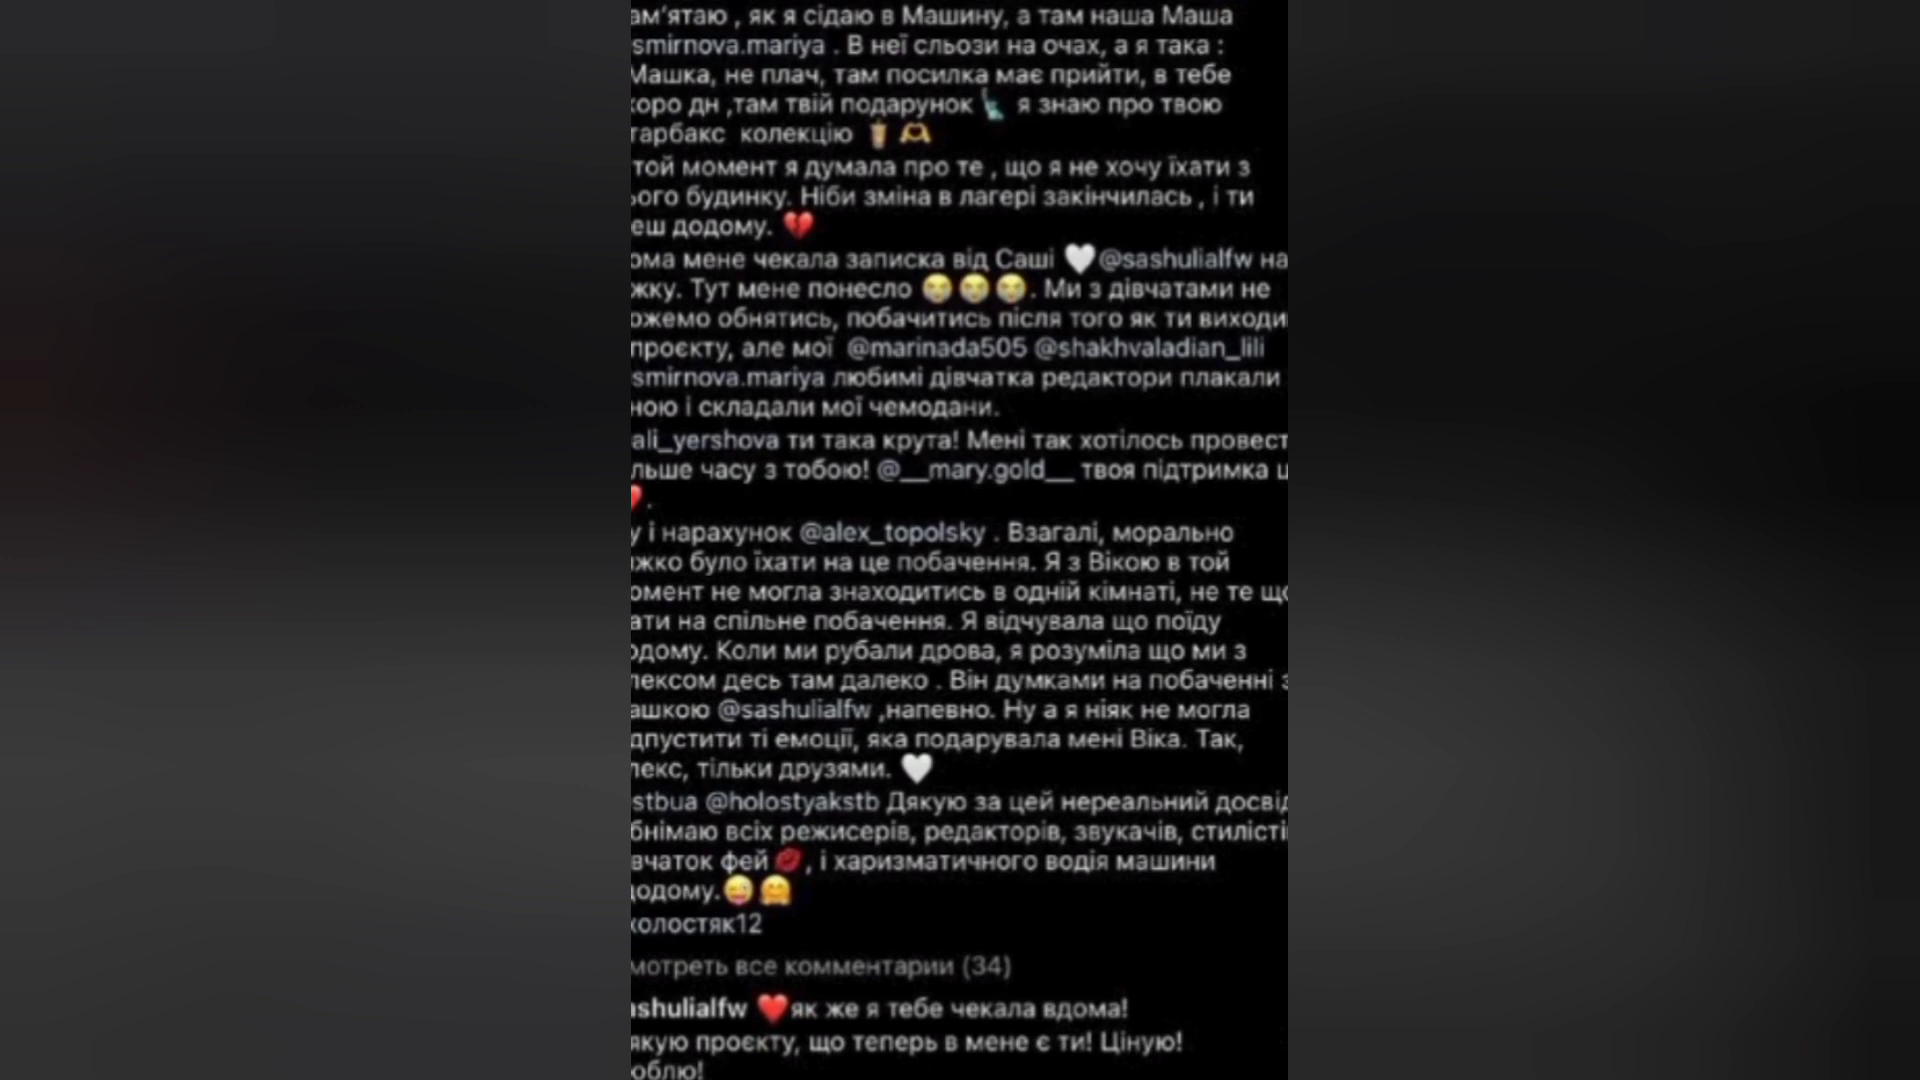 ам'ятаю , як я сідаю в Машину, а там наша Маша
smirnova.mariya . В неї сльози на очах, а я така :
Машка, не плач, там посилка має прийти, в тебе
коро дн ,там твій подарунок 🗽 я знаю про твою
тарбакс колекцію 🧋 🫶
той момент я думала про те , що я не хочу їхати з
ього будинку. Ніби зміна в лагері закінчилась , і ти
еш додому. 💔
ома мене чекала записка від Саші 🤍@sashulialfw на
жку. Тут мене понесло 😭😭😭. Ми з дівчатами не
ожемо обнятись, побачитись після того як ти виходи
проєкту, але мої @marinada505 @shakhvaladian_lili
smirnova.mariya любимі дівчатка редактори плакали
ною і складали мої чемодани.
ali_yershova ти така крута! Мені так хотілось провест
льше часу з тобою! @__mary.gold__ твоя підтримка ц
❤️.
у і нарахунок @alex_topolsky . Взагалі, морально
жко було їхати на це побачення. Я з Вікою в той
омент не могла знаходитись в одній кімнаті, не те що
ати на спільне побачення. Я відчувала що поїду
одому. Коли ми рубали дрова, я розуміла що ми з
лексом десь там далеко . Він думками на побаченні з
ашкою @sashulialfw ,напевно. Ну а я ніяк не могла
дпустити ті емоції, яка подарувала мені Віка. Так,
лекс, тільки друзями. 🤍
stbua @holostyakstb Дякую за цей нереальний досвід
бнімаю всіх режисерів, редакторів, звукачів, стилісті
вчаток фей💋, і харизматичного водія машини
додому.😜🤗
холостяк12
мотреть все комментарии (34)
ashulialfw ❤️як же я тебе чекала вдома!
якую проєкту, що теперь в мене є ти! Ціную!
юблю!